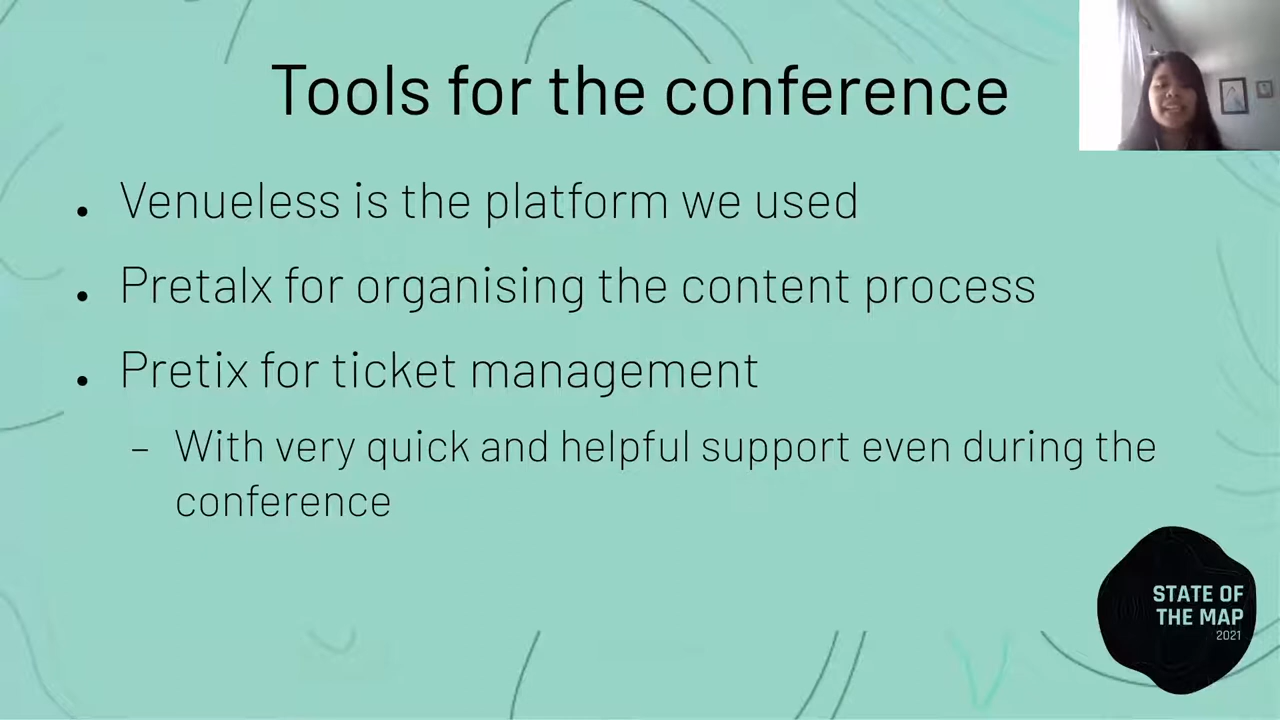 Tools for the conference
● Venueless is the platform we used
● Pretalx for organising the content process
● Pretix for ticket management
– With very quick and helpful support even during the
conference
STATE OF
THE MAP
2021